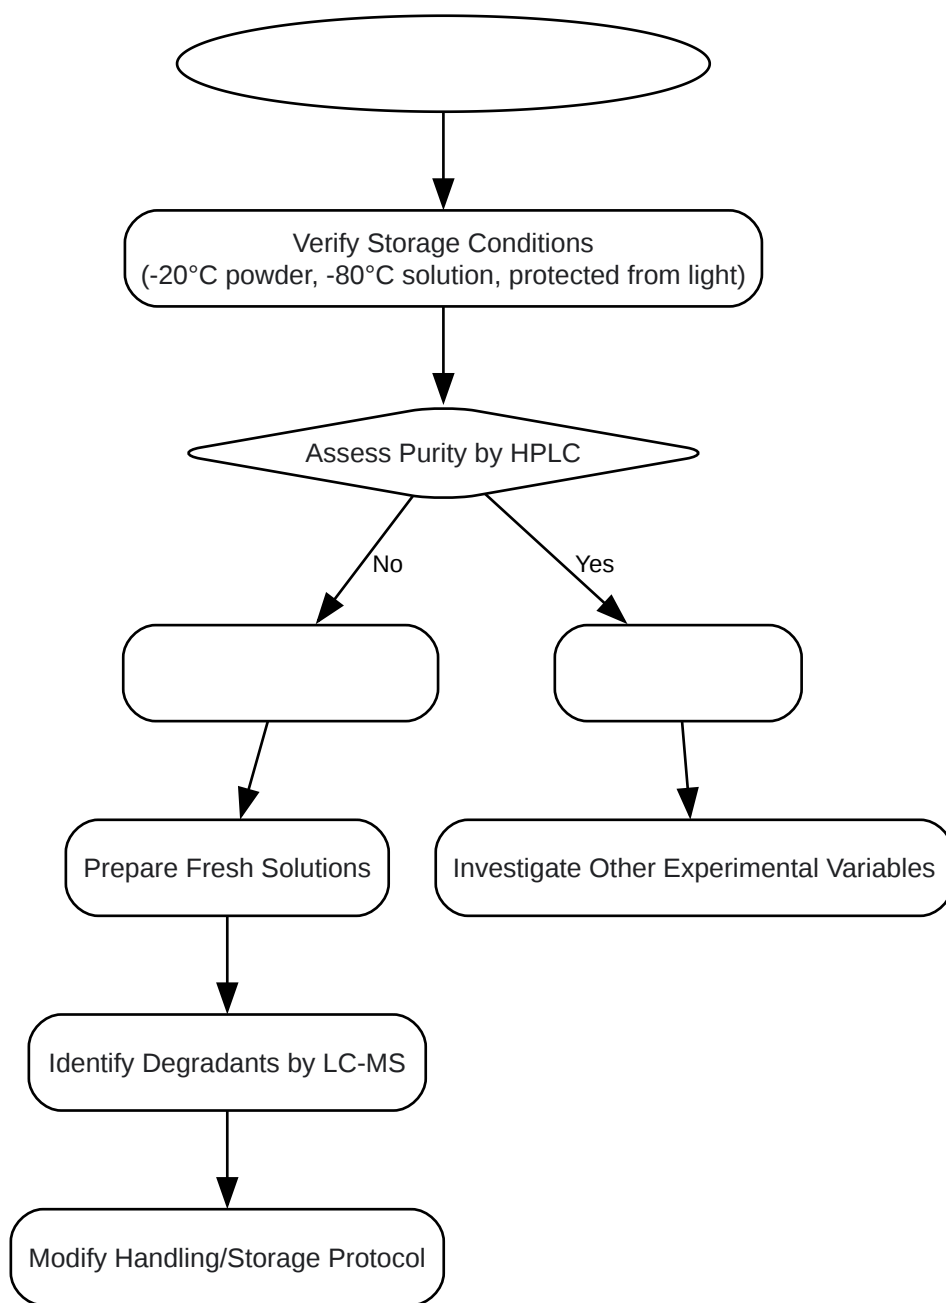 Verify Storage Conditions
(-20°C powder, -80°C solution, protected from light)
Assess Purity by HPLC
No
Yes
Prepare Fresh Solutions
Investigate Other Experimental Variables
Identify Degradants by LC-MS
Modify Handling/Storage Protocol